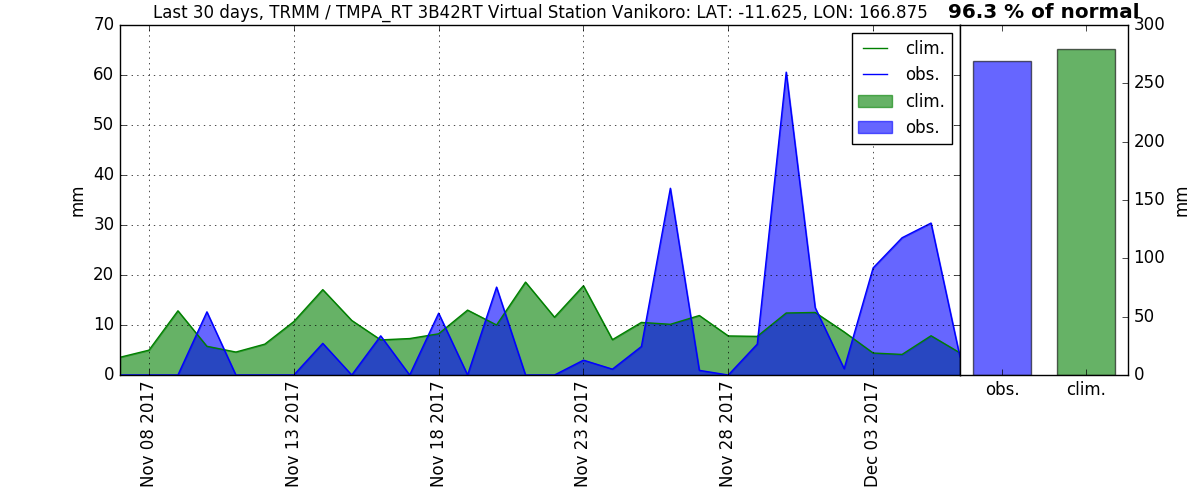 Last 30 days, TRMM / TMPA_RT 3B42RT Virtual Station Vanikoro: LAT: -11.625, LON: 166.875
96.3 % of normal
70
60
50
40
30
20
10
0
mm
clim.
obs.
clim.
obs.
Nov 08 2017
Nov 13 2017
Nov 18 2017
Nov 23 2017
Nov 28 2017
Dec 03 2017
300
250
200
150
100
50
0
mm
obs.
clim.